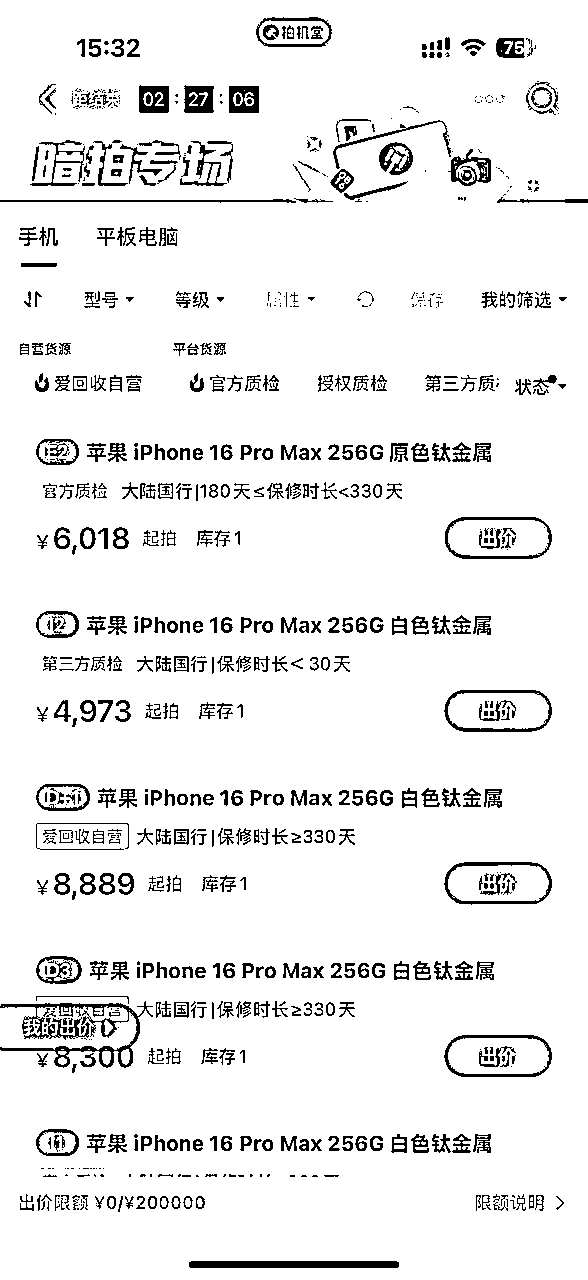 15:32
拍机堂
75
距结束 02 : 27 : 06
暗拍专场
手机 平板电脑
型号 等级 属性 保存 我的筛选
自营货源 平台货源
爱回收自营 官方质检 授权质检 第三方质 状态
E2 苹果 iPhone 16 Pro Max 256G 原色钛金属
官方质检 大陆国行|180天≤保修时长<330天
¥6,018 起拍 库存1 出价
I2 苹果 iPhone 16 Pro Max 256G 白色钛金属
第三方质检 大陆国行|保修时长< 30天
¥4,973 起拍 库存1 出价
苹果 iPhone 16 Pro Max 256G 白色钛金属
爱回收自营 大陆国行|保修时长≥330天
¥8,889 起拍 库存1 出价
D3 苹果 iPhone 16 Pro Max 256G 白色钛金属
爱回收自营 大陆国行|保修时长≥330天
我的出价
¥8,300 起拍 库存1 出价
苹果 iPhone 16 Pro Max 256G 白色钛金属
出价限额 ¥0/¥200000 限额说明